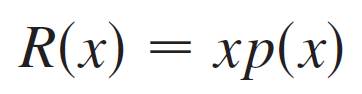 R(x) = xp(x)